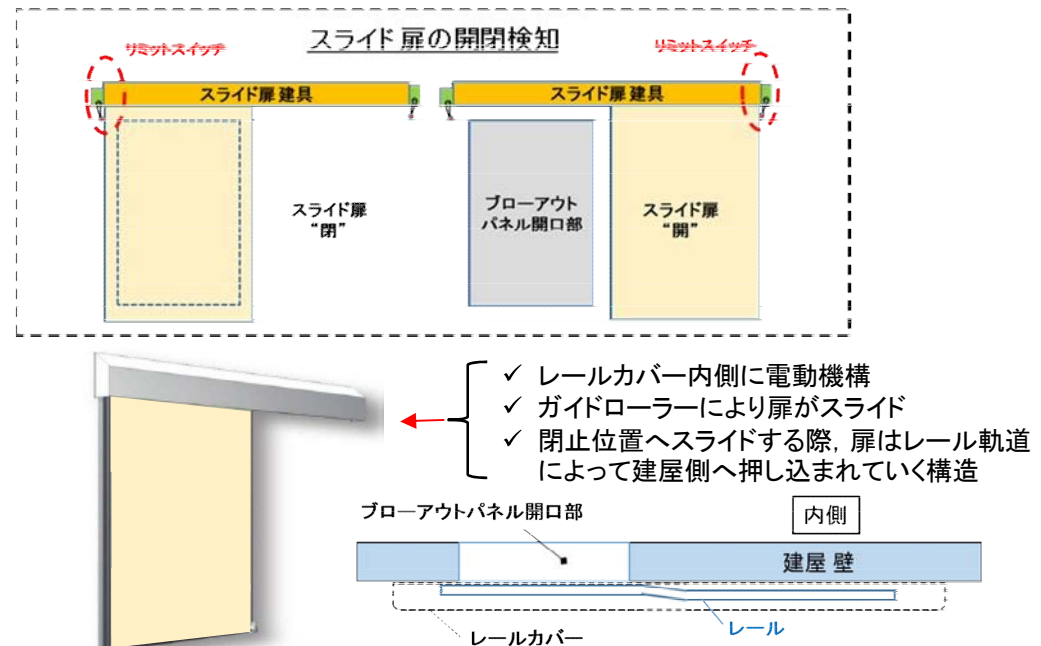 スライド扉の開閉検知
リミットスイッチ
リミットスイッチ
スライド扉建具
スライド扉建具
スライド扉
“閉”
ブローアウト
パネル開口部
スライド扉
“開”
✓ レールカバー内側に電動機構
✓ ガイドローラーにより扉がスライド
✓ 閉止位置へスライドする際,扉はレール軌道
によって建屋側へ押し込まれていく構造
ブローアウトパネル開口部
内側
建屋 壁
レールカバー
レール